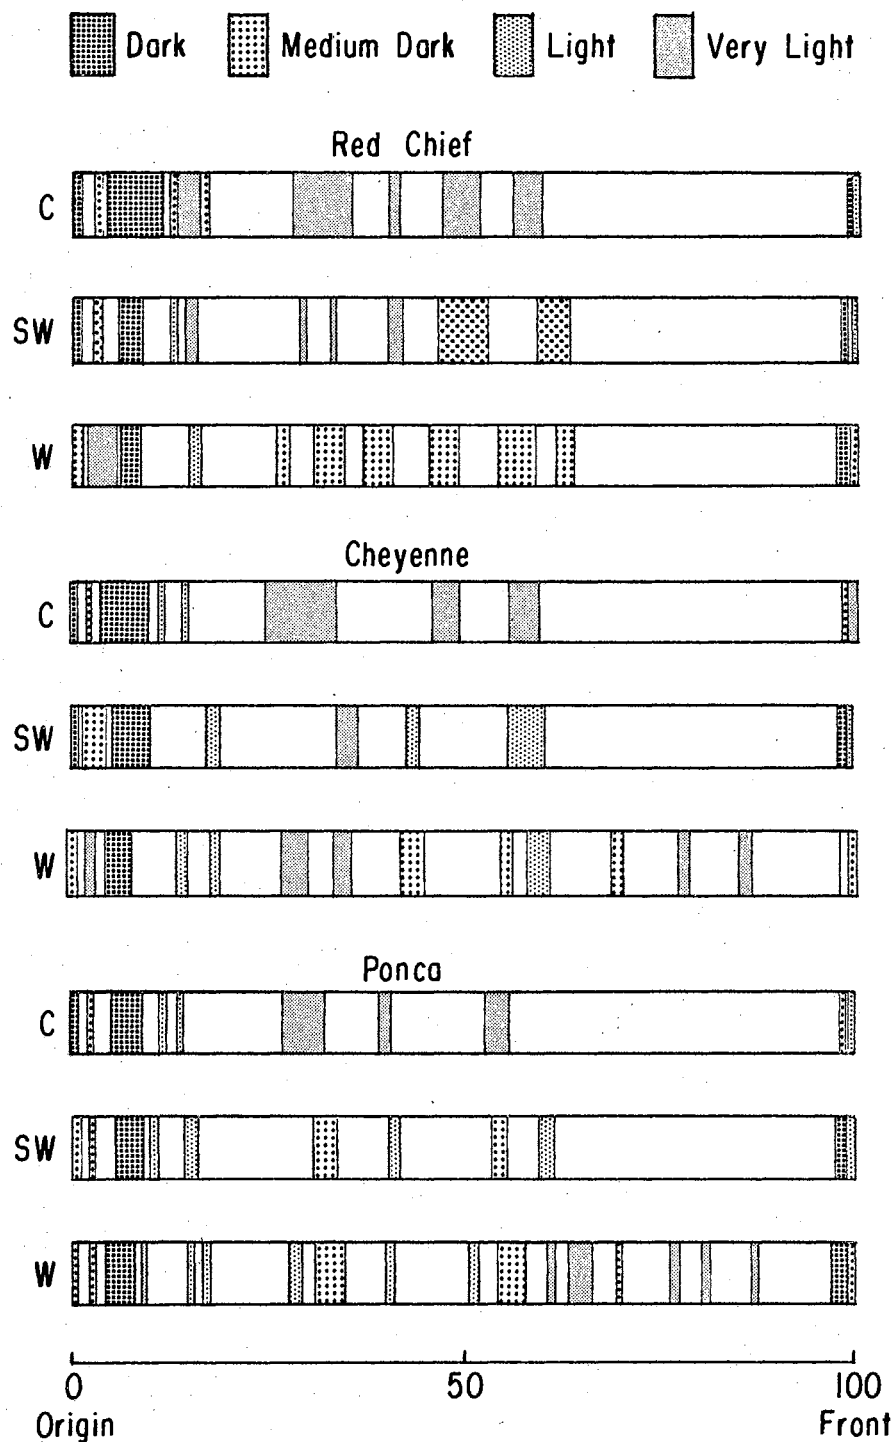 Dark Medium Dark Light Very Light
Red Chief
C
SW
W
Cheyenne
C
SW
W
Ponca
C
SW
W
0 50 100
Origin Front